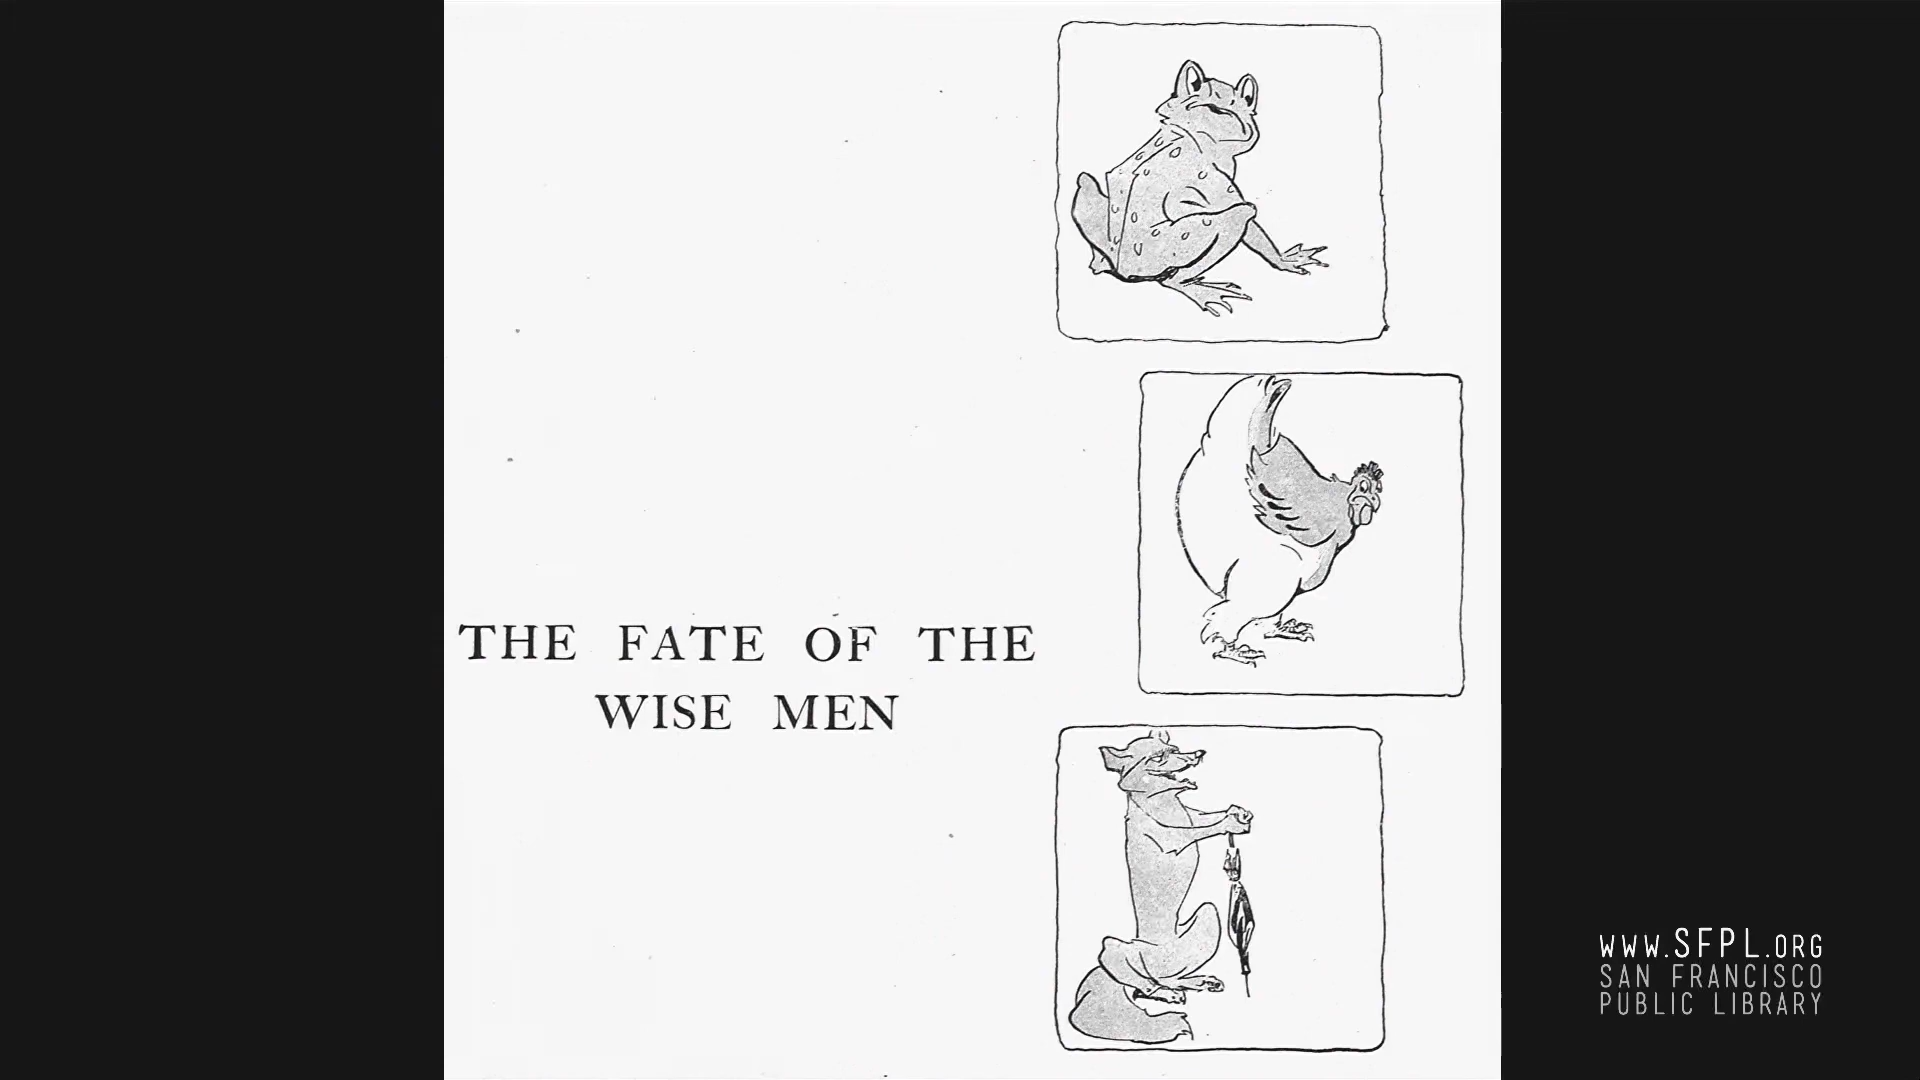 THE FATE OF THE
WISE MEN
WWW.SFPL.ORG
SAN FRANCISCO
PUBLIC LIBRARY